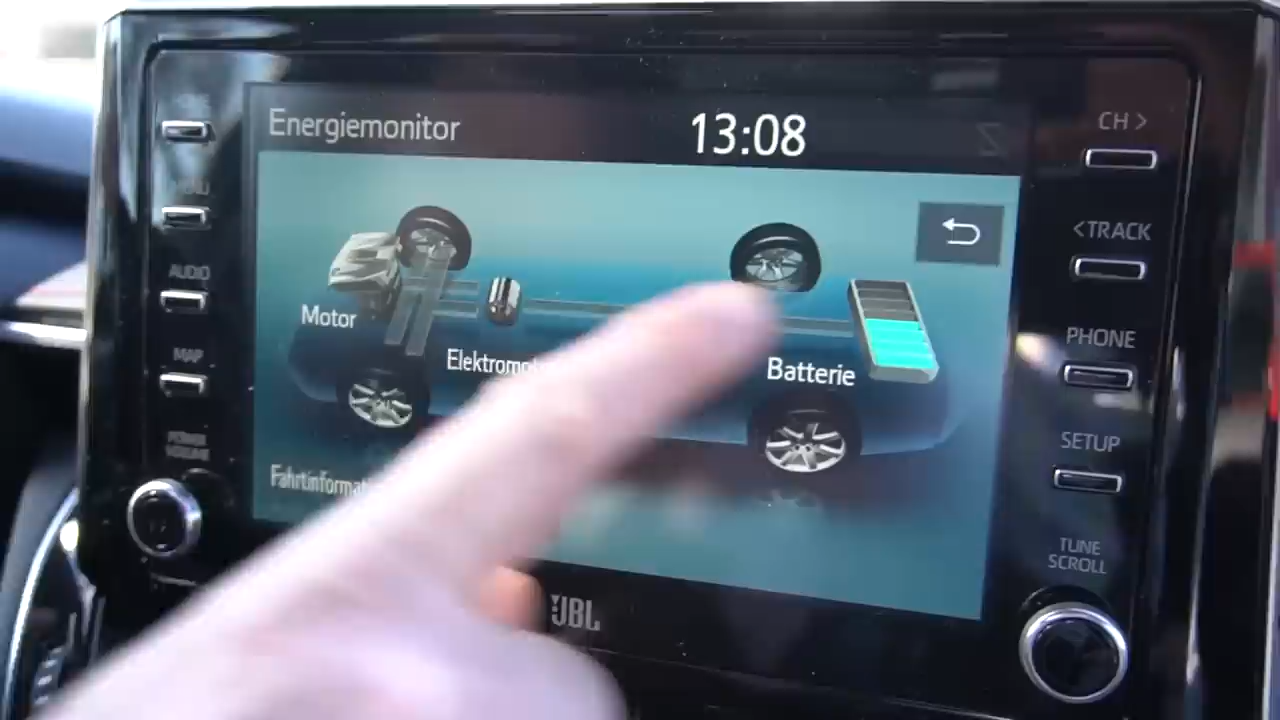 Energiemonitor
13:08
CH >
<TRACK
AUDIO
Motor
PHONE
MAP
Batterie
SETUP
TUNE
SCROLL
JBL